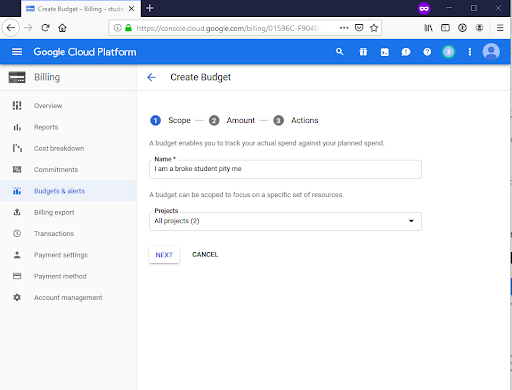 Create Budget – Billing – stude
https://console.cloud.google.com/billing/01596C-F904D
Google Cloud Platform
2
Billing
Create Budget
Overview
Reports
Cost breakdown
Commitments
Budgets & alerts
Billing export
Transactions
Payment settings
Payment method
Account management
1 Scope — 2 Amount — 3 Actions
A budget enables you to track your actual spend against your planned spend.
Name *
I am a broke student pity me
A budget can be scoped to focus on a specific set of resources.
Projects
All projects (2)
NEXT CANCEL